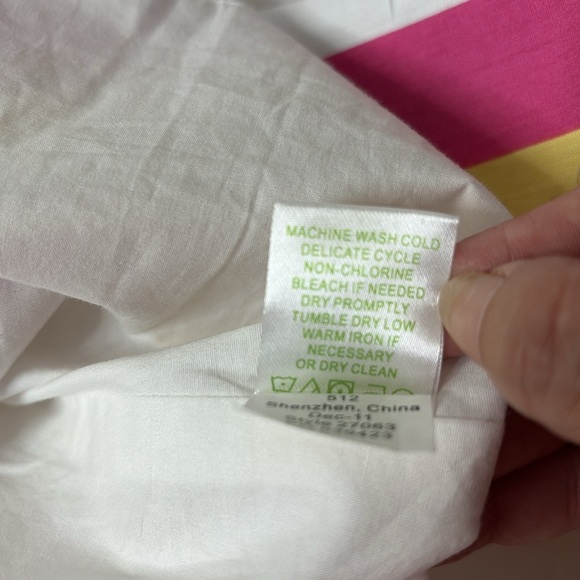 MACHINE WASH COLD
DELICATE CYCLE
NON-CHLORINE
BLEACH IF NEEDED
DRY PROMPTLY
TUMBLE DRY LOW
WARM IRON IF
NECESSARY
OR DRY CLEAN
512
Shenzhen, China
Dec-11
27063